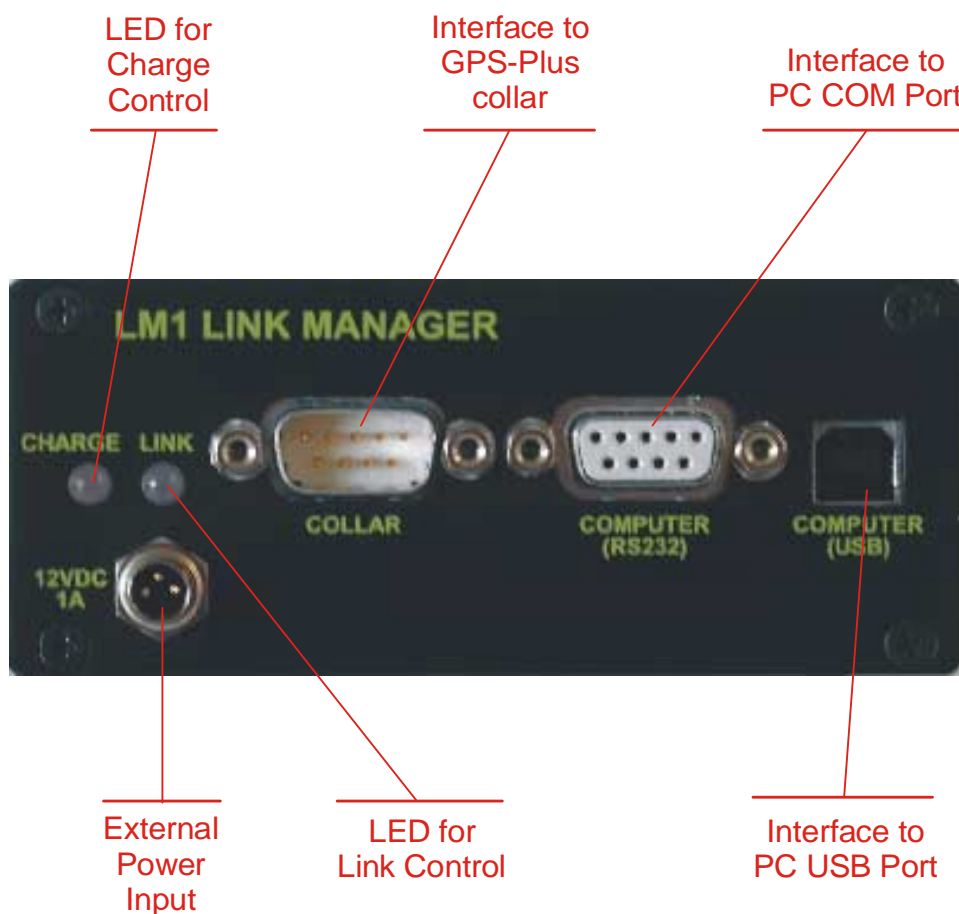 LED for
Charge
Control
Interface to
GPS-Plus
collar
Interface to
PC COM Port
LM1 LINK MANAGER
CHARGE LINK
COLLAR
COMPUTER
(RS232)
COMPUTER
(USB)
12VDC
1A
External
Power
Input
LED for
Link Control
Interface to
PC USB Port